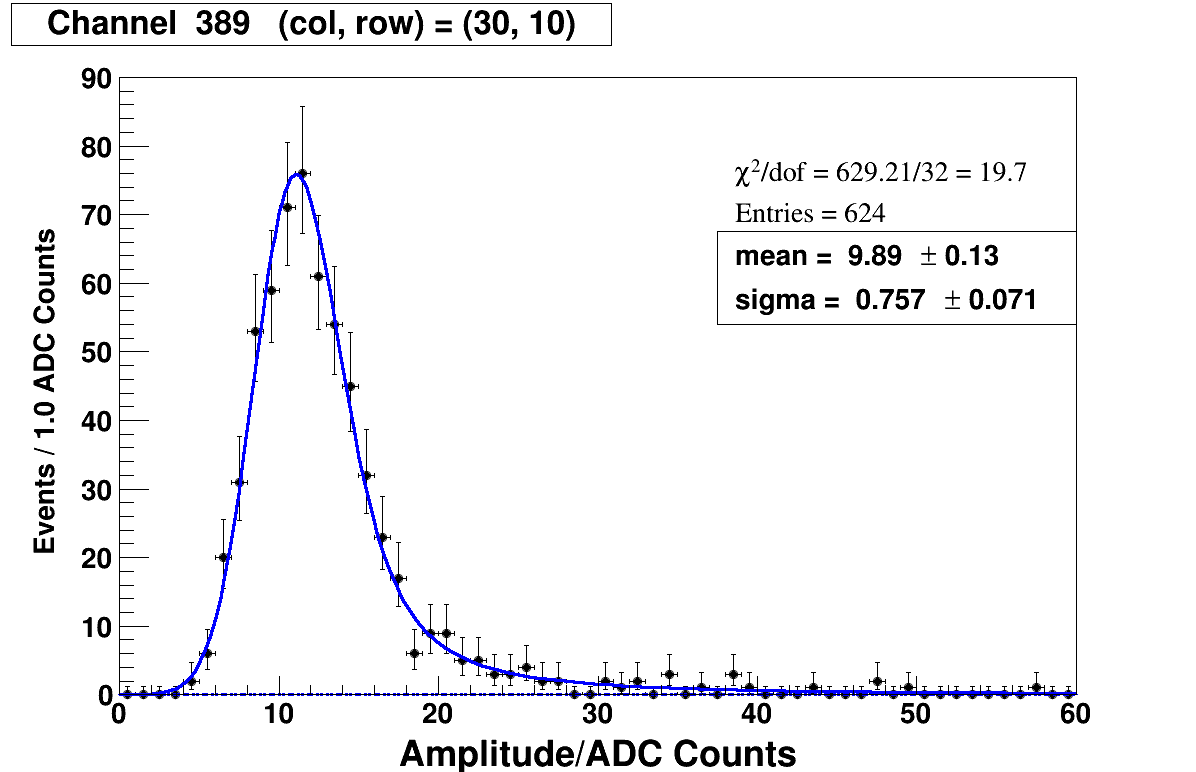 Channel 389 (col, row) = (30, 10)
90
80
70
60
50
40
30
20
10
0
Events / 1.0 ADC Counts
χ²/dof = 629.21/32 = 19.7
Entries = 624
mean = 9.89 ± 0.13
sigma = 0.757 ± 0.071
0 10 20 30 40 50 60
Amplitude/ADC Counts